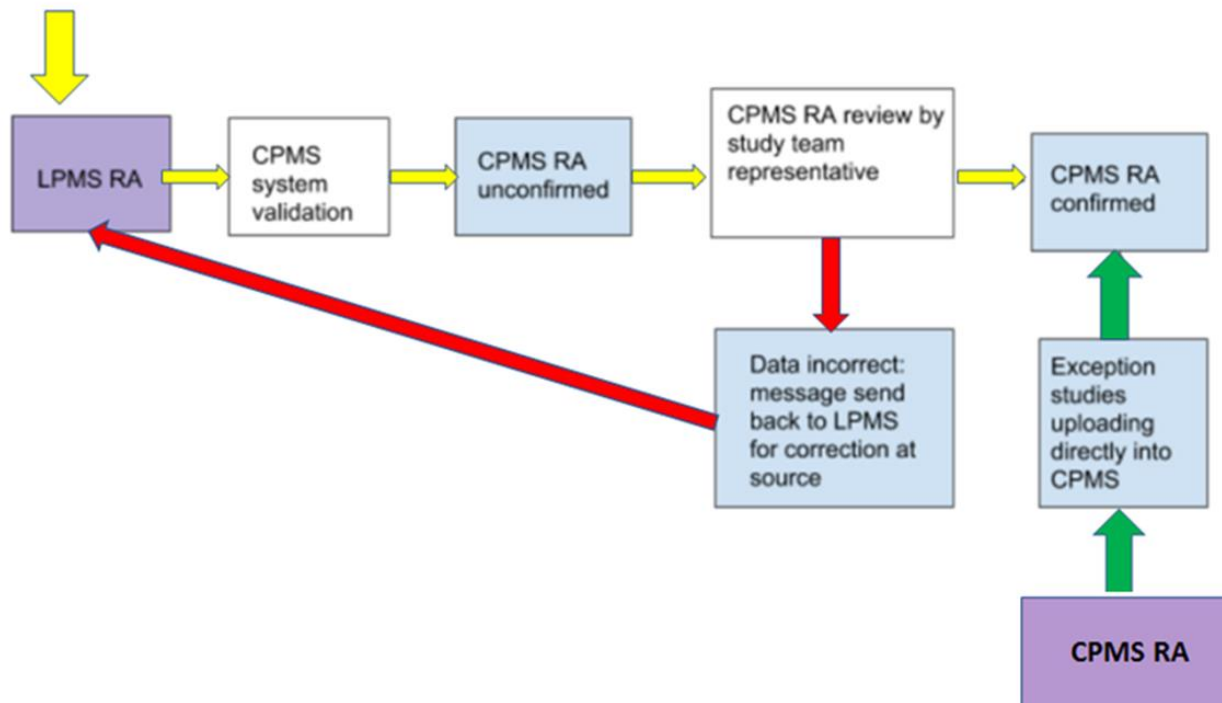 LPMS RA
CPMS
system
validation
CPMS RA
unconfirmed
CPMS RA review by
study team
representative
CPMS RA
confirmed
Data incorrect:
message send
back to LPMS
for correction at
source
Exception
studies
uploading
directly into
CPMS
CPMS RA